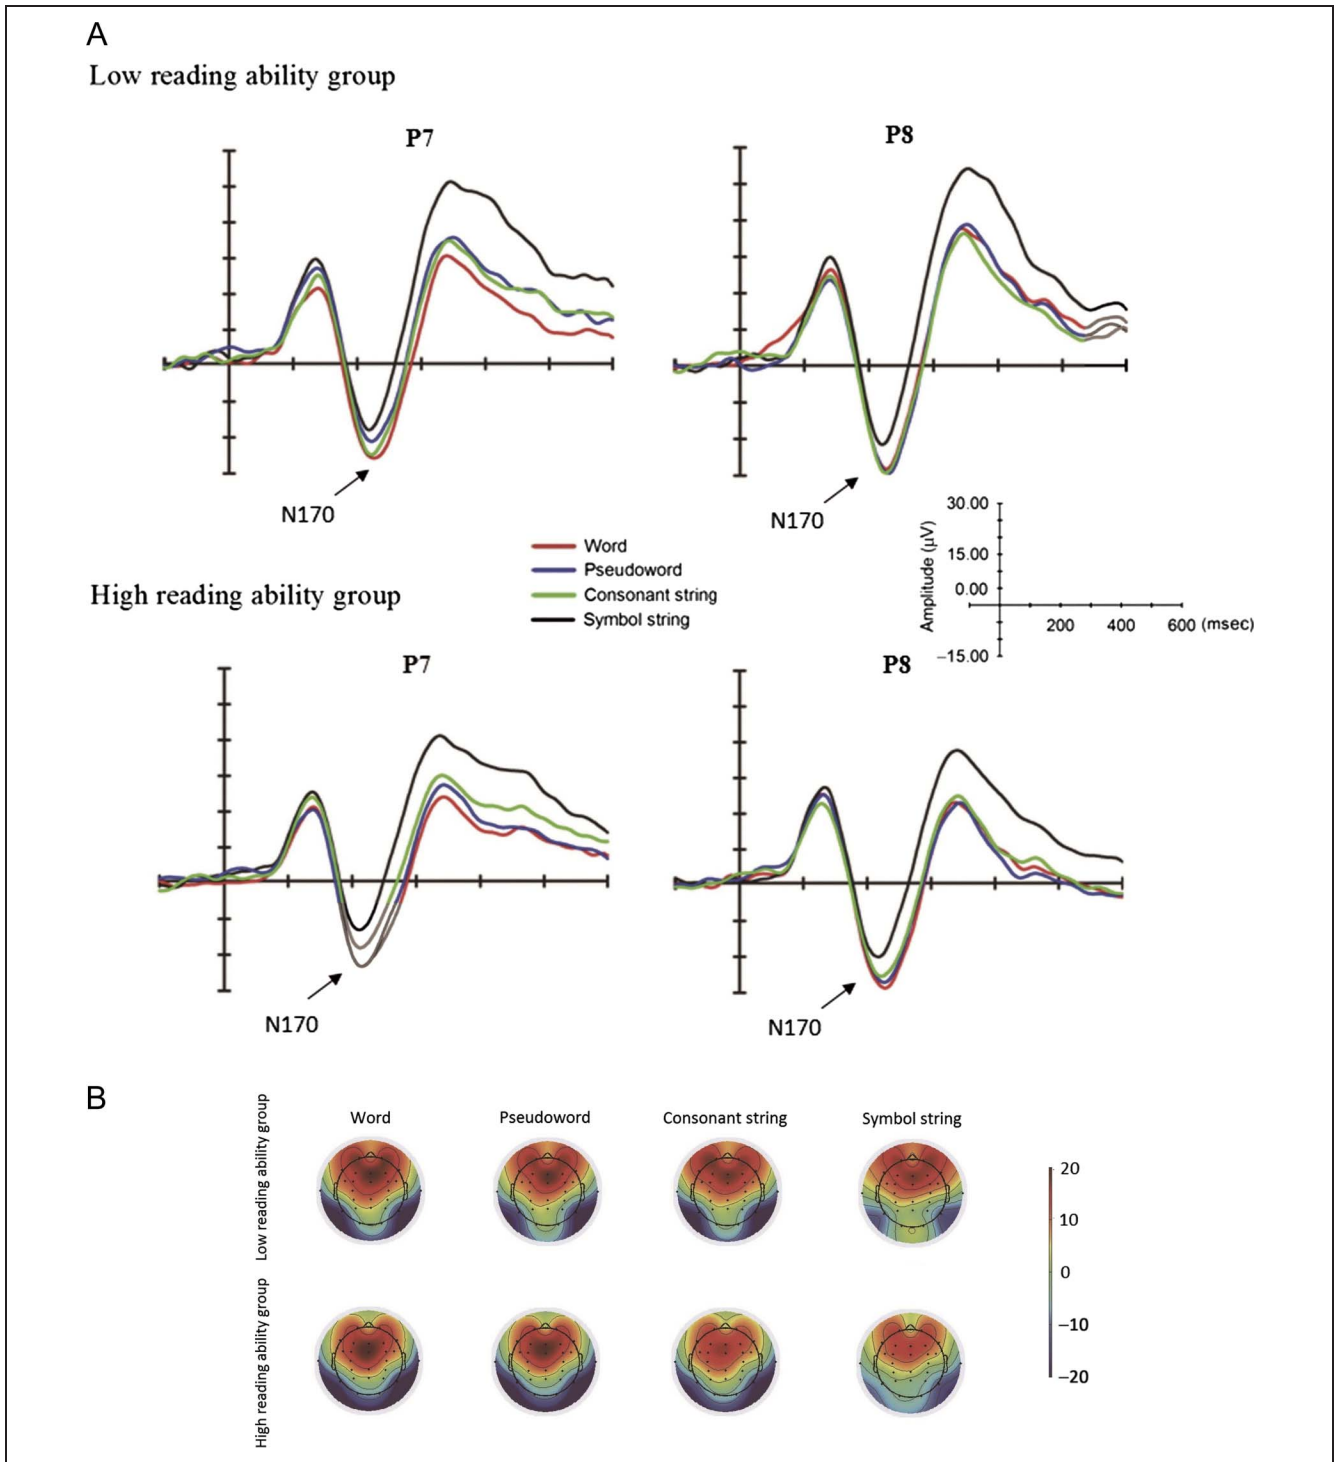 A
Low reading ability group
P7
P8
N170
N170
Word
Pseudoword
Consonant string
Symbol string
30.00
15.00
0.00
−15.00
Amplitude (µV)
200 400 600 (msec)
High reading ability group
P7
P8
N170
N170
B
Word Pseudoword Consonant string Symbol string
Low reading ability group
High reading ability group
20
10
0
−10
−20